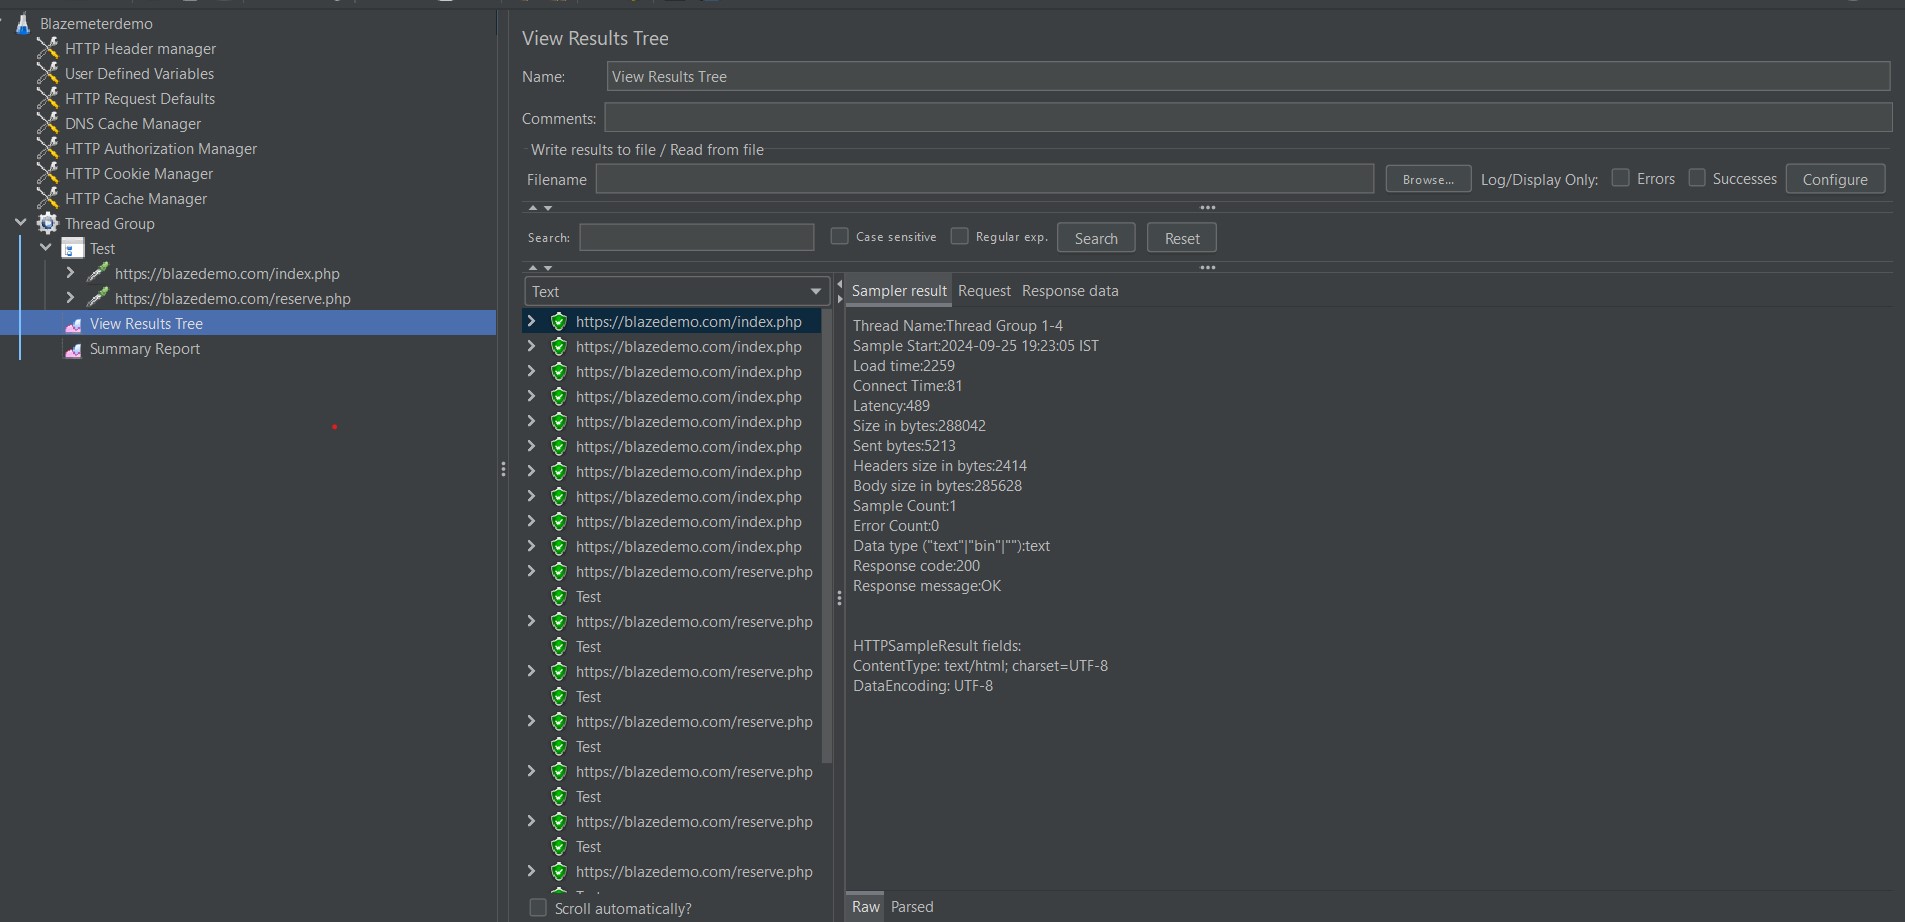 Blazemeterdemo
HTTP Header manager
User Defined Variables
HTTP Request Defaults
DNS Cache Manager
HTTP Authorization Manager
HTTP Cookie Manager
HTTP Cache Manager
Thread Group
Test
https://blazedemo.com/index.php
https://blazedemo.com/reserve.php
View Results Tree
Summary Report
View Results Tree
Name: View Results Tree
Comments:
Write results to file / Read from file
Filename Browse... Log/Display Only: Errors Successes Configure
Search: Case sensitive Regular exp. Search Reset
Text
https://blazedemo.com/index.php
https://blazedemo.com/index.php
https://blazedemo.com/index.php
https://blazedemo.com/index.php
https://blazedemo.com/index.php
https://blazedemo.com/index.php
https://blazedemo.com/index.php
https://blazedemo.com/index.php
https://blazedemo.com/index.php
https://blazedemo.com/index.php
https://blazedemo.com/reserve.php
Test
https://blazedemo.com/reserve.php
Test
https://blazedemo.com/reserve.php
Test
https://blazedemo.com/reserve.php
Test
https://blazedemo.com/reserve.php
Test
https://blazedemo.com/reserve.php
Test
https://blazedemo.com/reserve.php
Scroll automatically?
Sampler result Request Response data
Thread Name:Thread Group 1-4
Sample Start:2024-09-25 19:23:05 IST
Load time:2259
Connect Time:81
Latency:489
Size in bytes:288042
Sent bytes:5213
Headers size in bytes:2414
Body size in bytes:285628
Sample Count:1
Error Count:0
Data type ("text"|"bin"|""):text
Response code:200
Response message:OK
HTTPSampleResult fields:
ContentType: text/html; charset=UTF-8
DataEncoding: UTF-8
Raw Parsed